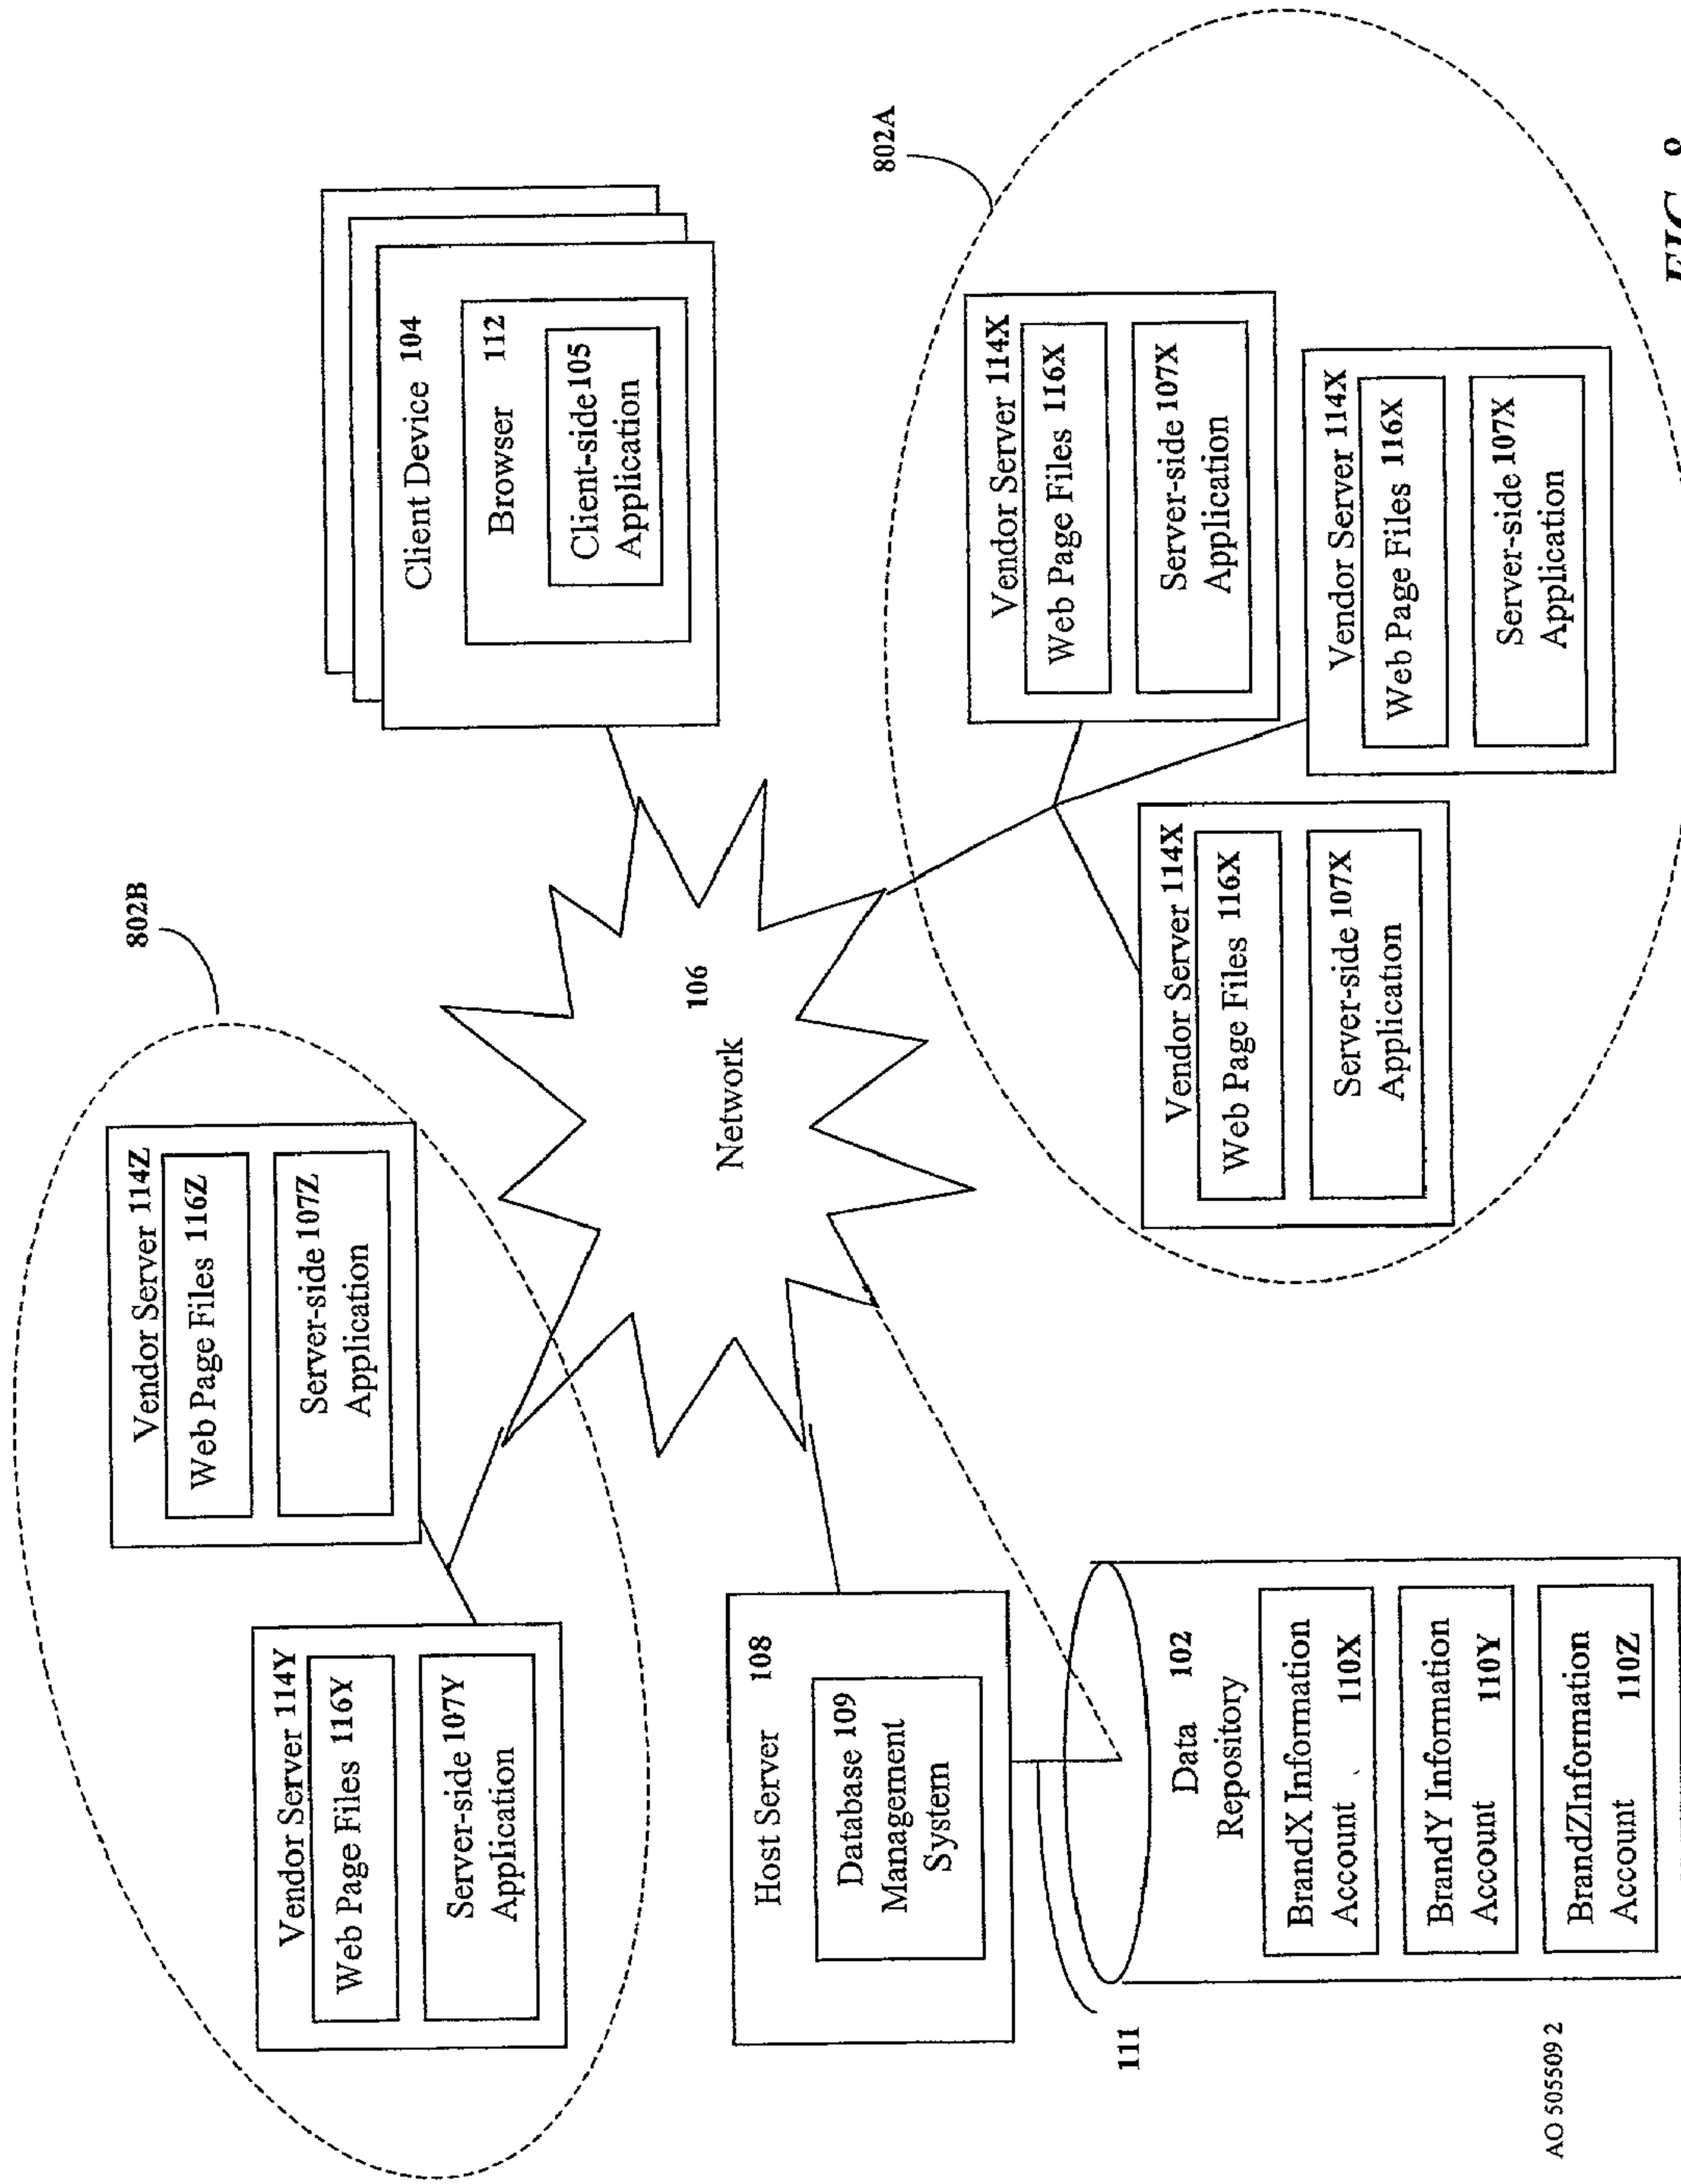 802B
Vendor Server 114Z
Web Page Files 116Z
Server-side 107Z
Application
Vendor Server 114Y
Web Page Files 116Y
Server-side 107Y
Application
Client Device 104
Browser 112
Client-side 105
Application
106
Network
Host Server 108
Database 109
Management
System
111
Data 102
Repository
BrandX Information
Account 110X
BrandY Information
Account 110Y
BrandZInformation
Account 110Z
802A
Vendor Server 114X
Web Page Files 116X
Server-side 107X
Application
Vendor Server 114X
Web Page Files 116X
Server-side 107X
Application
Vendor Server 114X
Web Page Files 116X
Server-side 107X
Application
FIG. 8
AO 505509 2